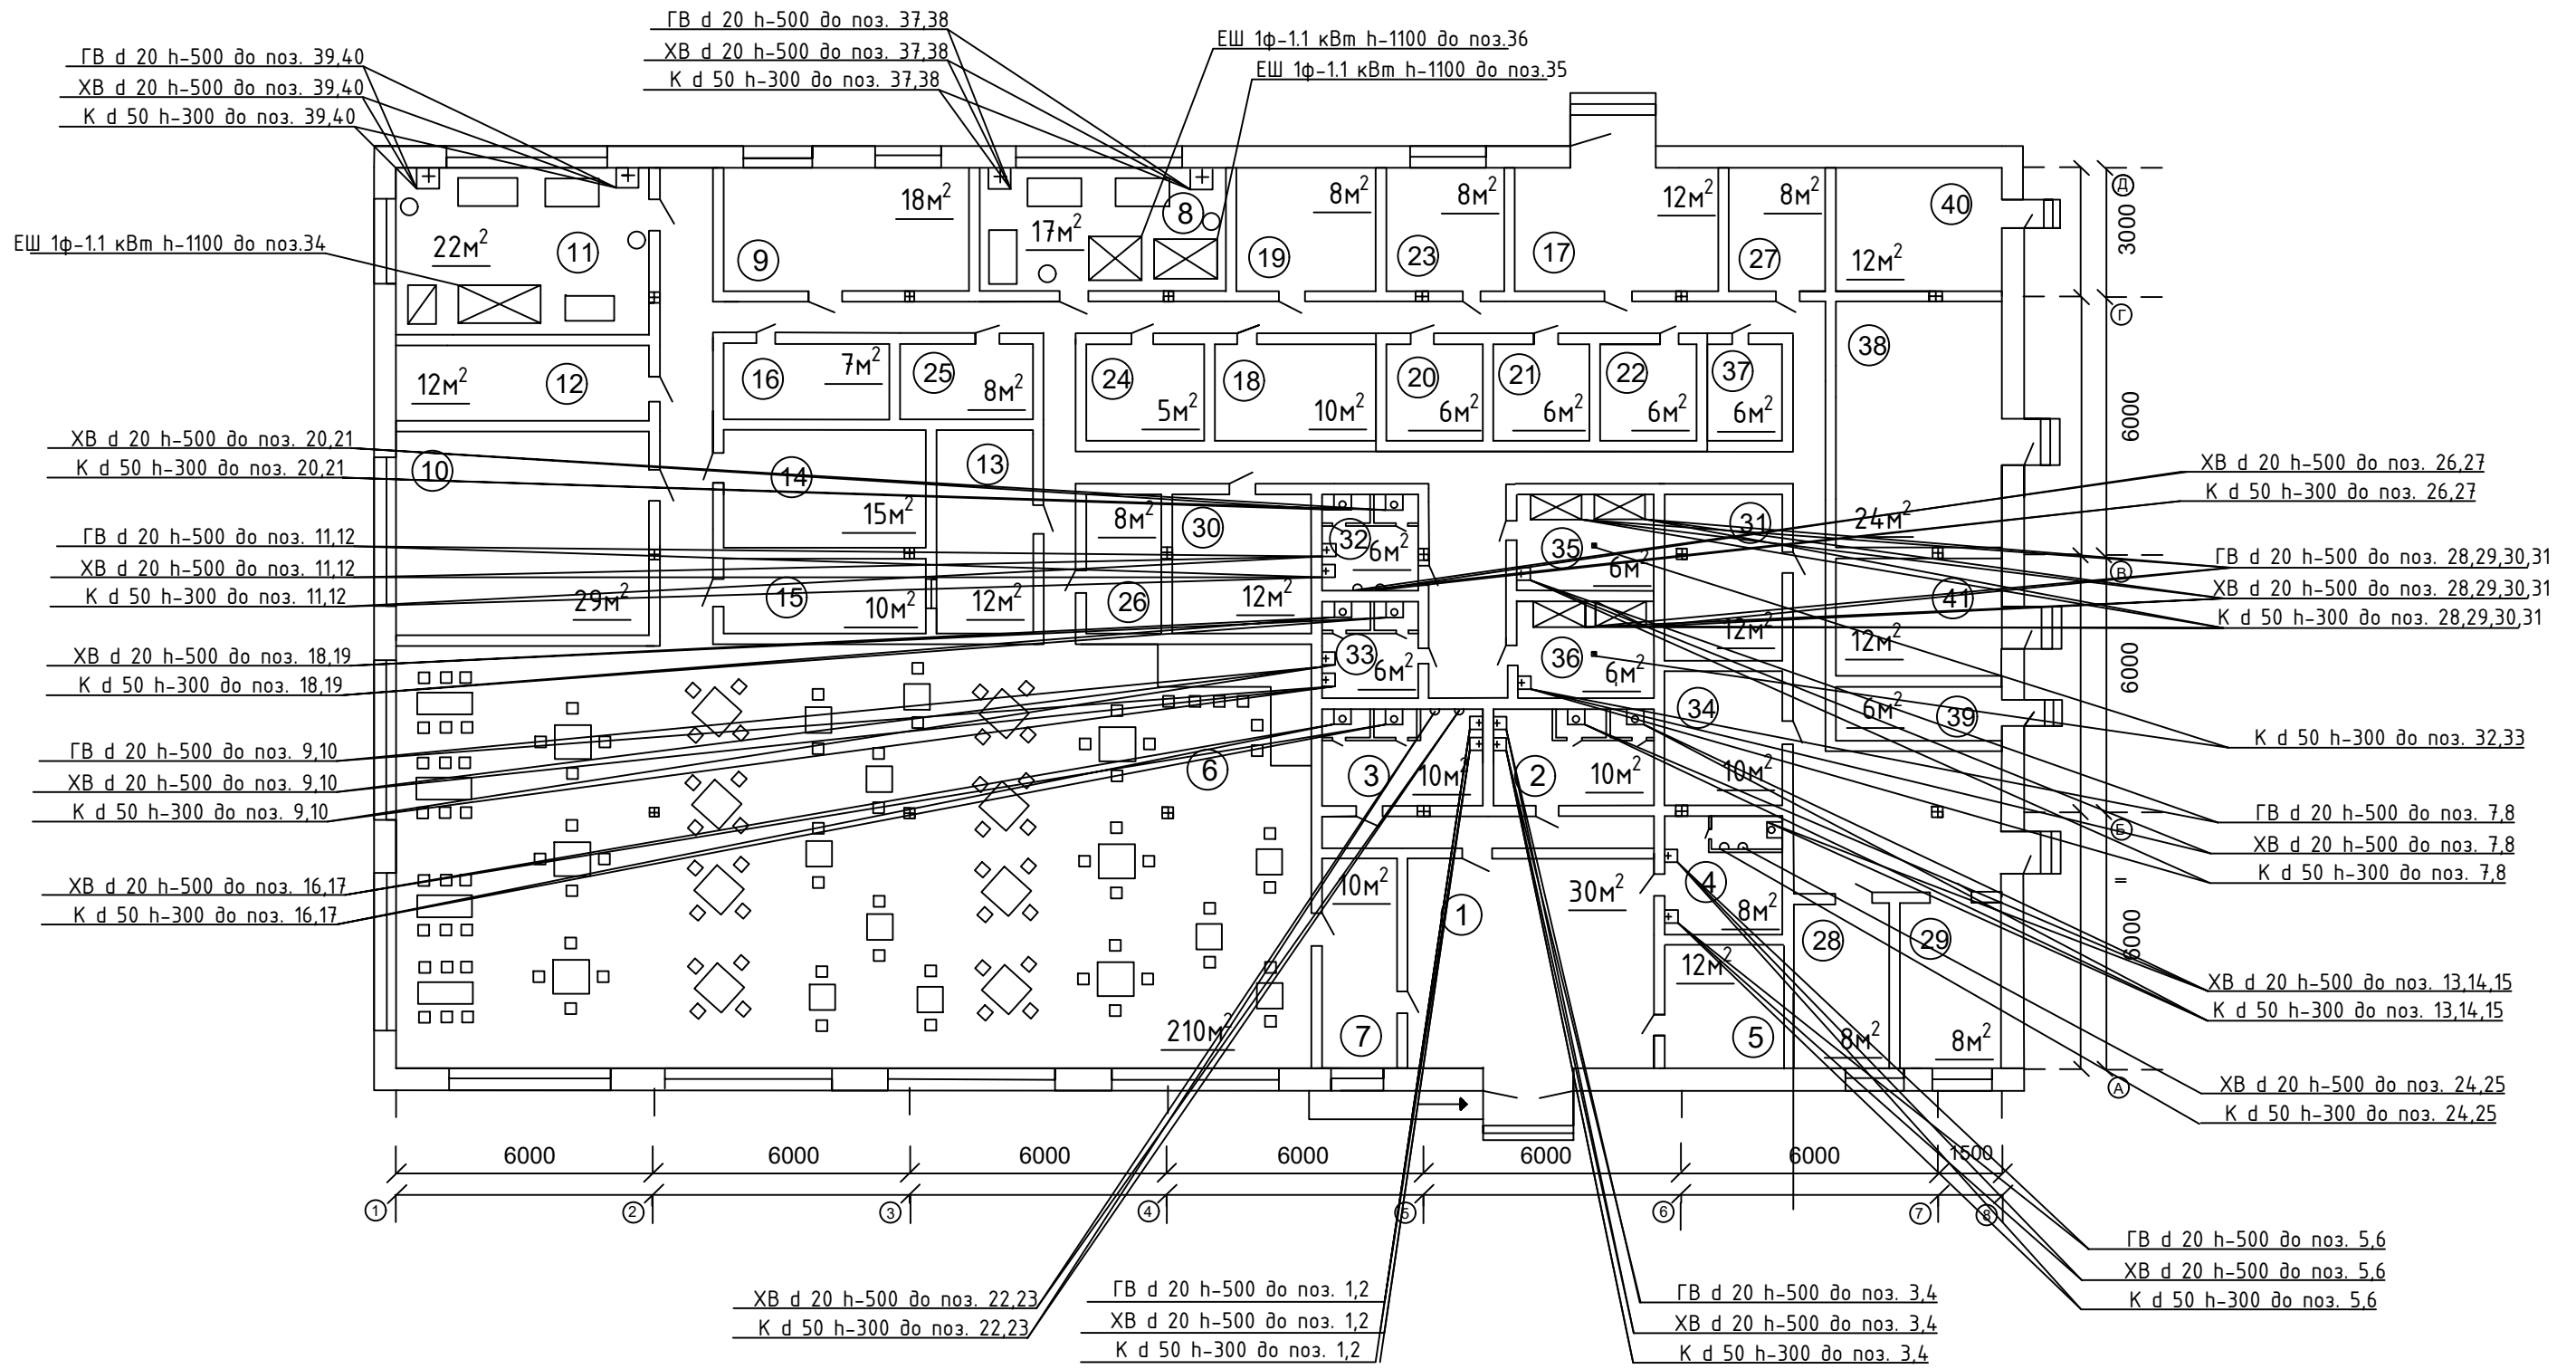 ГВ d 20 h-500 до поз. 37,38
ХВ d 20 h-500 до поз. 37,38
К d 50 h-300 до поз. 37,38
ЕШ 1ф-1.1 кВт h-1100 до поз.36
ЕШ 1ф-1.1 кВт h-1100 до поз.35
ГВ d 20 h-500 до поз. 39,40
ХВ d 20 h-500 до поз. 39,40
К d 50 h-300 до поз. 39,40
ЕШ 1ф-1.1 кВт h-1100 до поз.34
22м²
11
9
18м²
17м²
8
19
8м²
23
8м²
17
12м²
27
8м²
40
12м²
Д
3000
Г
12м²
12
16
7м²
25
8м²
24
5м²
18
10м²
20
6м²
21
6м²
22
6м²
37
6м²
38
24м²
6000
ХВ d 20 h-500 до поз. 20,21
К d 50 h-300 до поз. 20,21
10
29м²
14
15м²
13
12м²
15
10м²
8м²
26
30
12м²
32
6м²
35
6м²
31
12м²
41
12м²
ХВ d 20 h-500 до поз. 26,27
К d 50 h-300 до поз. 26,27
ГВ d 20 h-500 до поз. 11,12
ХВ d 20 h-500 до поз. 11,12
К d 50 h-300 до поз. 11,12
В
ГВ d 20 h-500 до поз. 28,29,30,31
ХВ d 20 h-500 до поз. 28,29,30,31
К d 50 h-300 до поз. 28,29,30,31
ХВ d 20 h-500 до поз. 18,19
К d 50 h-300 до поз. 18,19
33
6м²
36
6м²
34
10м²
6м²
39
6000
ГВ d 20 h-500 до поз. 9,10
ХВ d 20 h-500 до поз. 9,10
К d 50 h-300 до поз. 9,10
К d 50 h-300 до поз. 32,33
6
210м²
3
10м²
2
10м²
Б
ГВ d 20 h-500 до поз. 7,8
ХВ d 20 h-500 до поз. 7,8
К d 50 h-300 до поз. 7,8
ХВ d 20 h-500 до поз. 16,17
К d 50 h-300 до поз. 16,17
10м²
7
1
30м²
4
8м²
12м²
5
28
8м²
29
8м²
6000
ХВ d 20 h-500 до поз. 13,14,15
К d 50 h-300 до поз. 13,14,15
А
ХВ d 20 h-500 до поз. 24,25
К d 50 h-300 до поз. 24,25
6000 6000 6000 6000 6000 6000 1500
1 2 3 4 5 6 7 8
ГВ d 20 h-500 до поз. 5,6
ХВ d 20 h-500 до поз. 5,6
К d 50 h-300 до поз. 5,6
ХВ d 20 h-500 до поз. 22,23
К d 50 h-300 до поз. 22,23
ГВ d 20 h-500 до поз. 1,2
ХВ d 20 h-500 до поз. 1,2
К d 50 h-300 до поз. 1,2
ГВ d 20 h-500 до поз. 3,4
ХВ d 20 h-500 до поз. 3,4
К d 50 h-300 до поз. 3,4